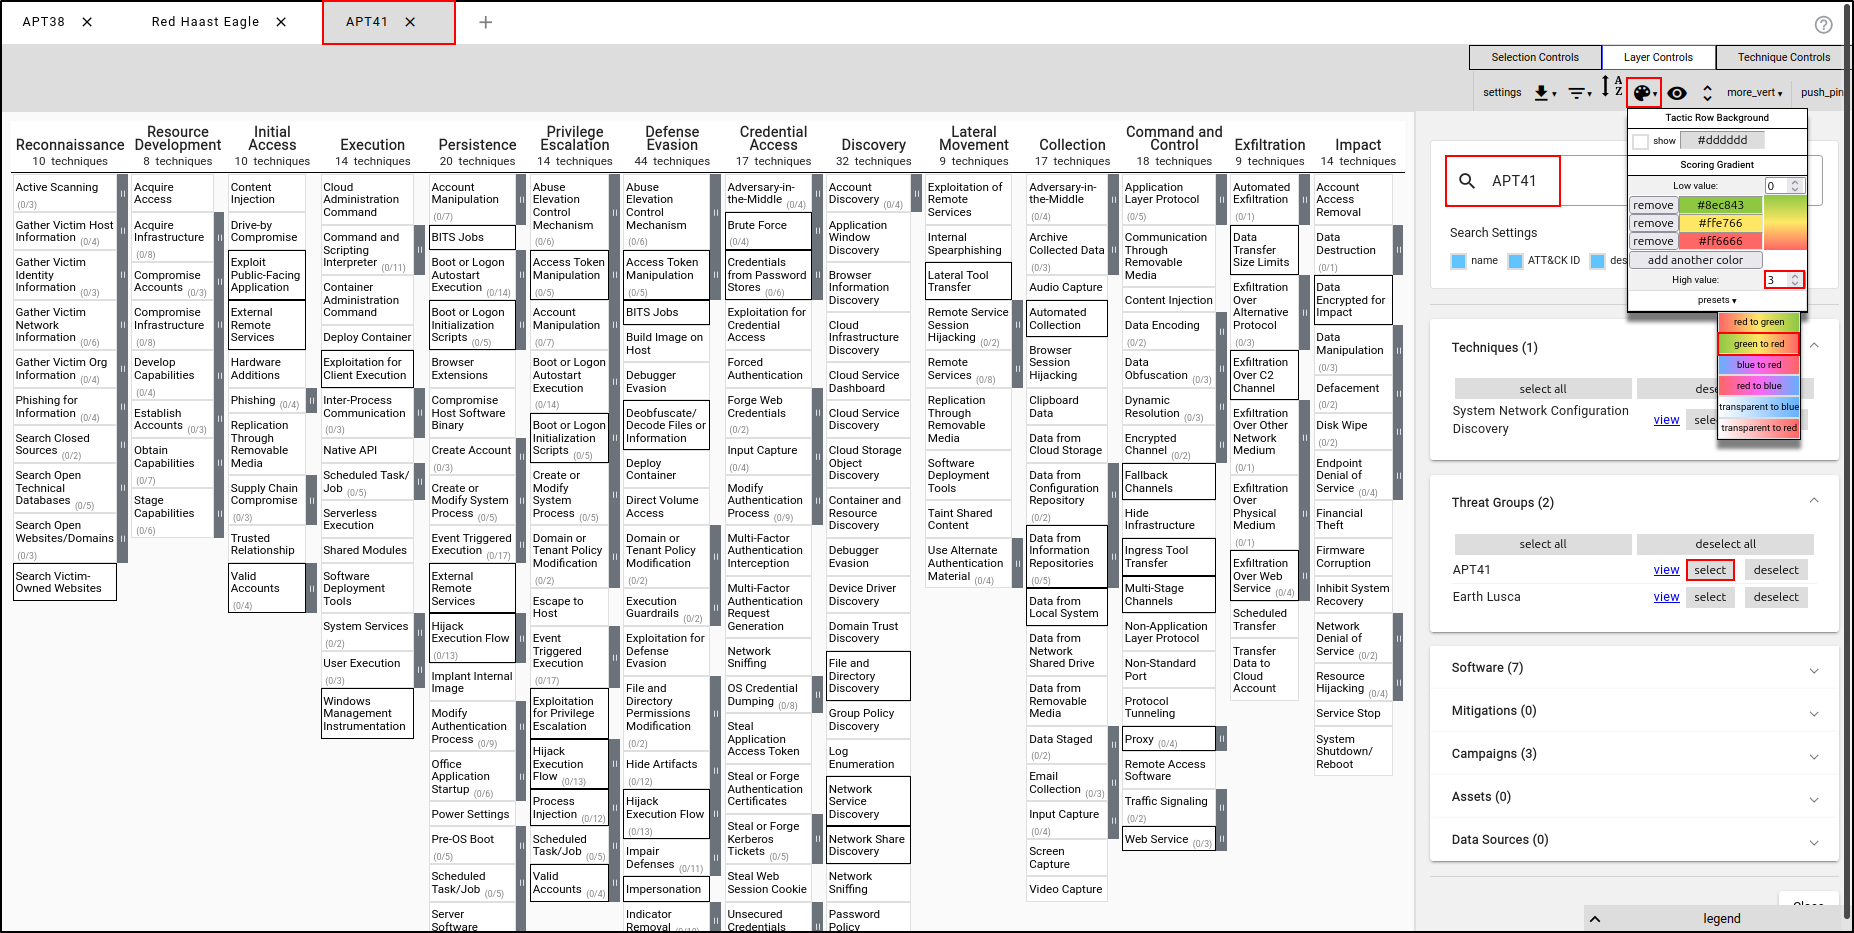 APT38
Red Haast Eagle
APT41
Selection Controls
Layer Controls
Technique Controls
settings
A
Z
more_vert
push_pin
Tactic Row Background
show
#dddddd
Scoring Gradient
Low value:
0
remove
#8ec843
remove
#ffe766
remove
#ff6666
add another color
High value:
3
presets
red to green
green to red
blue to red
red to blue
transparent to blue
transparent to red
APT41
Search Settings
name
ATT&CK ID
des
Techniques (1)
select all
dese
System Network Configuration
Discovery
view
selec
Threat Groups (2)
select all
deselect all
APT41
view
select
deselect
Earth Lusca
view
select
deselect
Software (7)
Mitigations (0)
Campaigns (3)
Assets (0)
Data Sources (0)
legend
Reconnaissance
10 techniques
Active Scanning
(0/3)
Gather Victim Host
Information (0/4)
Gather Victim
Identity
Information (0/3)
Gather Victim
Network
Information (0/6)
Gather Victim Org
Information (0/4)
Phishing for
Information (0/4)
Search Closed
Sources (0/2)
Search Open
Technical
Databases (0/5)
Search Open
Websites/Domains
(0/3)
Search Victim-
Owned Websites
Resource
Development
8 techniques
Acquire
Access
Acquire
Infrastructure
(0/8)
Compromise
Accounts (0/3)
Compromise
Infrastructure
(0/8)
Develop
Capabilities
(0/4)
Establish
Accounts (0/3)
Obtain
Capabilities
(0/7)
Stage
Capabilities
(0/6)
Initial
Access
10 techniques
Content
Injection
Drive-by
Compromise
Exploit
Public-Facing
Application
External
Remote
Services
Hardware
Additions
Phishing (0/4)
Replication
Through
Removable
Media
Supply Chain
Compromise
(0/3)
Trusted
Relationship
Valid
Accounts
(0/4)
Execution
14 techniques
Cloud
Administration
Command
Command and
Scripting
Interpreter (0/11)
Container
Administration
Command
Deploy Container
Exploitation for
Client Execution
Inter-Process
Communication
(0/3)
Native API
Scheduled Task/
Job (0/5)
Serverless
Execution
Shared Modules
Software
Deployment
Tools
System Services
(0/2)
User Execution
(0/3)
Windows
Management
Instrumentation
Persistence
20 techniques
Account
Manipulation
(0/7)
BITS Jobs
Boot or Logon
Autostart
Execution (0/14)
Boot or Logon
Initialization
Scripts (0/5)
Browser
Extensions
Compromise
Host Software
Binary
Create Account
(0/3)
Create or
Modify System
Process (0/5)
Event Triggered
Execution (0/17)
External
Remote
Services
Hijack
Execution Flow
(0/13)
Implant Internal
Image
Modify
Authentication
Process (0/9)
Office
Application
Startup (0/6)
Power Settings
Pre-OS Boot
(0/5)
Scheduled
Task/Job (0/5)
Server
Software
Privilege
Escalation
14 techniques
Abuse
Elevation
Control
Mechanism
(0/6)
Access Token
Manipulation
(0/5)
Account
Manipulation
(0/7)
Boot or Logon
Autostart
Execution
(0/14)
Boot or Logon
Initialization
Scripts (0/5)
Create or
Modify
System
Process (0/5)
Domain or
Tenant Policy
Modification
(0/2)
Escape to
Host
Event
Triggered
Execution
(0/17)
Exploitation
for Privilege
Escalation
Hijack
Execution
Flow (0/13)
Process
Injection (0/12)
Scheduled
Task/Job (0/5)
Valid
Accounts (0/4)
Defense
Evasion
44 techniques
Abuse
Elevation
Control
Mechanism
(0/6)
Access Token
Manipulation
(0/5)
BITS Jobs
Build Image on
Host
Debugger
Evasion
Deobfuscate/
Decode Files or
Information
Deploy
Container
Direct Volume
Access
Domain or
Tenant Policy
Modification
(0/2)
Execution
Guardrails (0/2)
Exploitation for
Defense
Evasion
File and
Directory
Permissions
Modification
(0/2)
Hide Artifacts
(0/12)
Hijack
Execution Flow
(0/13)
Impair
Defenses (0/11)
Impersonation
Indicator
Removal
Credential
Access
17 techniques
Adversary-in-
the-Middle (0/4)
Brute Force
(0/4)
Credentials
from Password
Stores (0/6)
Exploitation for
Credential
Access
Forced
Authentication
Forge Web
Credentials
(0/2)
Input Capture
(0/4)
Modify
Authentication
Process (0/9)
Multi-Factor
Authentication
Interception
Multi-Factor
Authentication
Request
Generation
Network
Sniffing
OS Credential
Dumping (0/8)
Steal
Application
Access Token
Steal or Forge
Authentication
Certificates
Steal or Forge
Kerberos
Tickets (0/5)
Steal Web
Session Cookie
Unsecured
Credentials
Discovery
32 techniques
Account
Discovery (0/4)
Application
Window
Discovery
Browser
Information
Discovery
Cloud
Infrastructure
Discovery
Cloud Service
Dashboard
Cloud Service
Discovery
Cloud Storage
Object
Discovery
Container and
Resource
Discovery
Debugger
Evasion
Device Driver
Discovery
Domain Trust
Discovery
File and
Directory
Discovery
Group Policy
Discovery
Log
Enumeration
Network
Service
Discovery
Network Share
Discovery
Network
Sniffing
Password
Policy
Lateral
Movement
9 techniques
Exploitation of
Remote
Services
Internal
Spearphishing
Lateral Tool
Transfer
Remote Service
Session
Hijacking (0/2)
Remote
Services (0/8)
Replication
Through
Removable
Media
Software
Deployment
Tools
Taint Shared
Content
Use Alternate
Authentication
Material (0/4)
Collection
17 techniques
Adversary-in-
the-Middle
(0/4)
Archive
Collected Data
(0/3)
Audio Capture
Automated
Collection
Browser
Session
Hijacking
Clipboard
Data
Data from
Cloud Storage
Data from
Configuration
Repository
(0/2)
Data from
Information
Repositories
(0/5)
Data from
Local System
Data from
Network
Shared Drive
Data from
Removable
Media
Data Staged
(0/2)
Email
Collection (0/3)
Input Capture
(0/4)
Screen
Capture
Video Capture
Command and
Control
18 techniques
Application
Layer Protocol
(0/5)
Communication
Through
Removable
Media
Content Injection
Data Encoding
(0/2)
Data
Obfuscation (0/3)
Dynamic
Resolution (0/3)
Encrypted
Channel (0/2)
Fallback
Channels
Hide
Infrastructure
Ingress Tool
Transfer
Multi-Stage
Channels
Non-Application
Layer Protocol
Non-Standard
Port
Protocol
Tunneling
Proxy (0/4)
Remote Access
Software
Traffic Signaling
(0/2)
Web Service (0/3)
Exfiltration
9 techniques
Automated
Exfiltration
(0/1)
Data
Transfer
Size Limits
Exfiltration
Over
Alternative
Protocol
(0/3)
Exfiltration
Over C2
Channel
Exfiltration
Over Other
Network
Medium
(0/1)
Exfiltration
Over
Physical
Medium
(0/1)
Exfiltration
Over Web
Service (0/4)
Scheduled
Transfer
Transfer
Data to
Cloud
Account
Impact
14 techniques
Account
Access
Removal
Data
Destruction
(0/1)
Data
Encrypted for
Impact
Data
Manipulation
(0/3)
Defacement
(0/2)
Disk Wipe
(0/2)
Endpoint
Denial of
Service (0/4)
Financial
Theft
Firmware
Corruption
Inhibit System
Recovery
Network
Denial of
Service (0/2)
Resource
Hijacking (0/4)
Service Stop
System
Shutdown/
Reboot